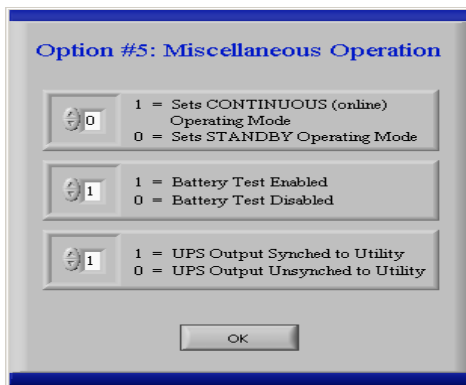 Option #5: Miscellaneous Operation
0
1 = Sets CONTINUOUS (online)
Operating Mode
0 = Sets STANDBY Operating Mode
1
1 = Battery Test Enabled
0 = Battery Test Disabled
1
1 = UPS Output Synched to Utility
0 = UPS Output Unsynched to Utility
OK